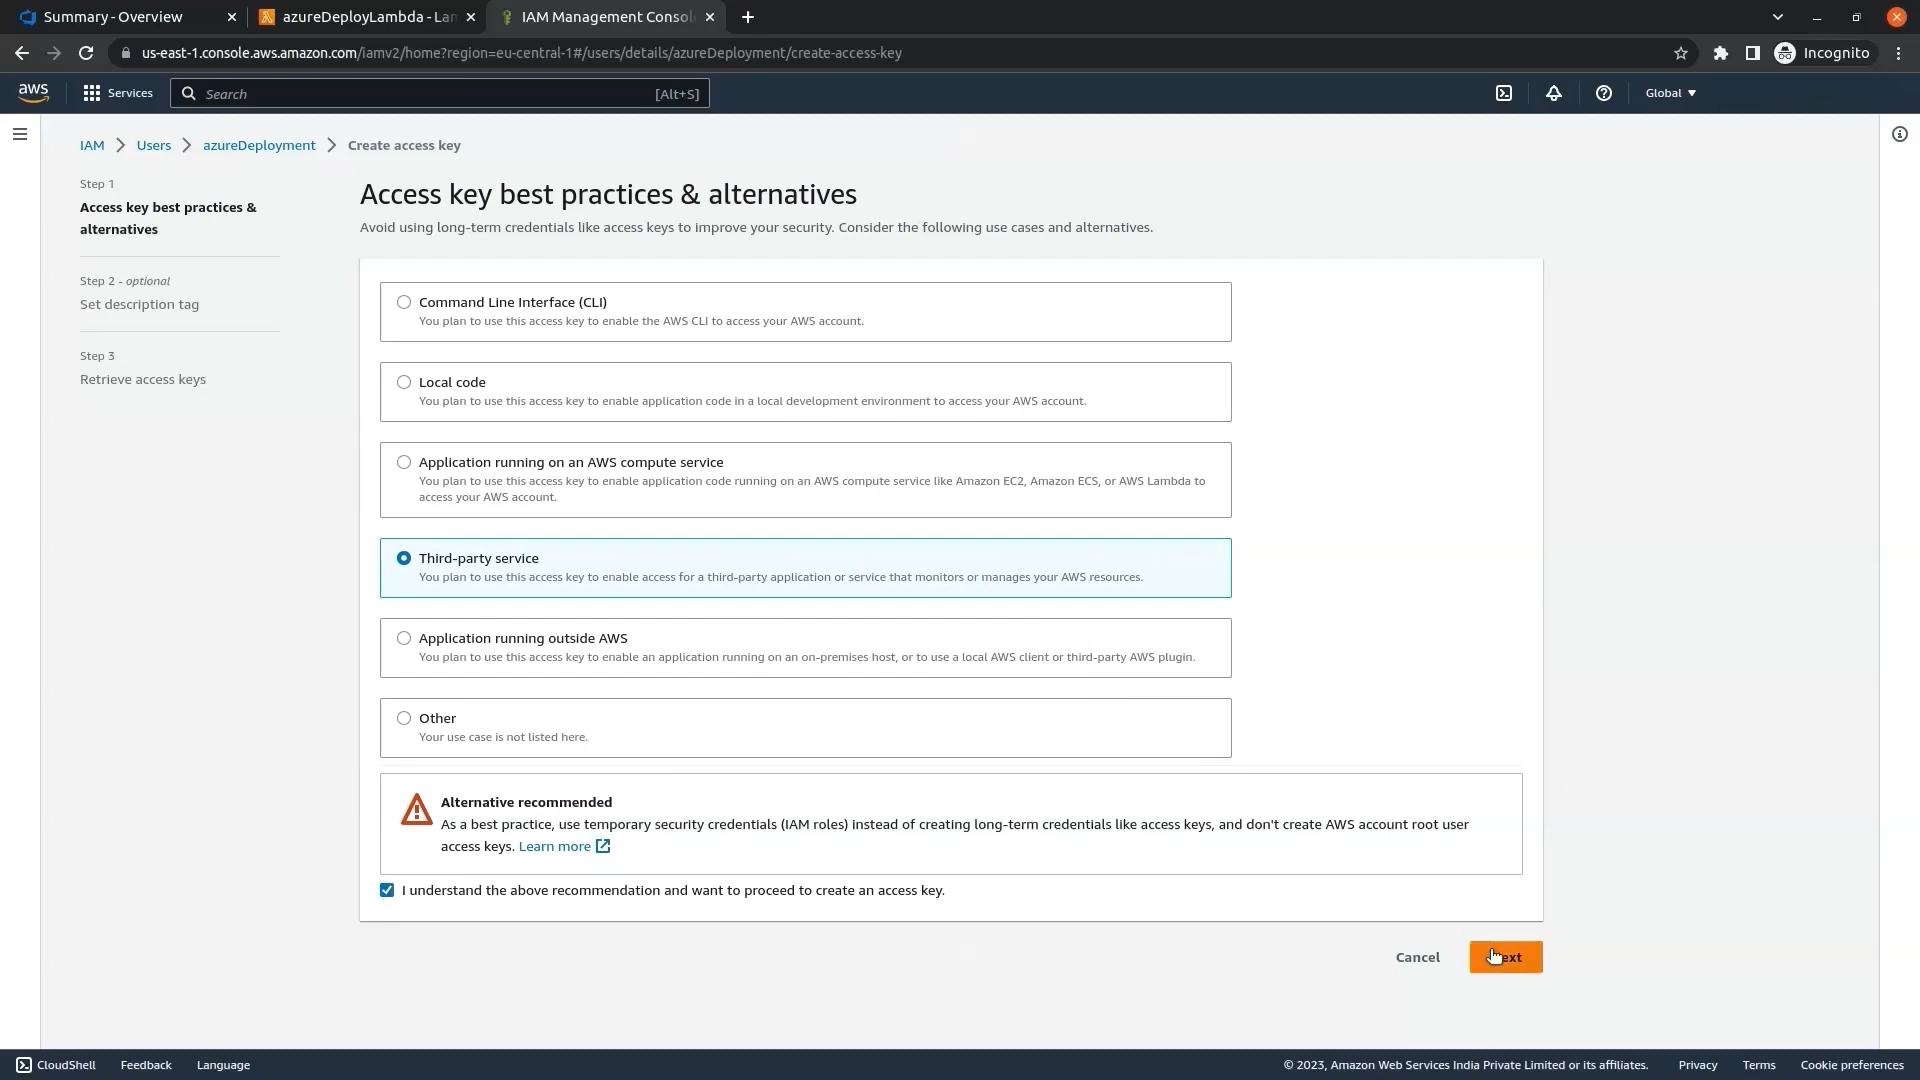 Summary - Overview
azureDeployLambda - Lam
IAM Management Consol
us-east-1.console.aws.amazon.com/iamv2/home?region=eu-central-1#/users/details/azureDeployment/create-access-key
Incognito
aws
Services
Search
[Alt+S]
Global
IAM
Users
azureDeployment
Create access key
Step 1
Access key best practices &
alternatives
Step 2 - optional
Set description tag
Step 3
Retrieve access keys
Access key best practices & alternatives
Avoid using long-term credentials like access keys to improve your security. Consider the following use cases and alternatives.
Command Line Interface (CLI)
You plan to use this access key to enable the AWS CLI to access your AWS account.
Local code
You plan to use this access key to enable application code in a local development environment to access your AWS account.
Application running on an AWS compute service
You plan to use this access key to enable application code running on an AWS compute service like Amazon EC2, Amazon ECS, or AWS Lambda to
access your AWS account.
Third-party service
You plan to use this access key to enable access for a third-party application or service that monitors or manages your AWS resources.
Application running outside AWS
You plan to use this access key to enable an application running on an on-premises host, or to use a local AWS client or third-party AWS plugin.
Other
Your use case is not listed here.
Alternative recommended
As a best practice, use temporary security credentials (IAM roles) instead of creating long-term credentials like access keys, and don't create AWS account root user
access keys. Learn more
I understand the above recommendation and want to proceed to create an access key.
Cancel
Next
CloudShell
Feedback
Language
© 2023, Amazon Web Services India Private Limited or its affiliates.
Privacy
Terms
Cookie preferences